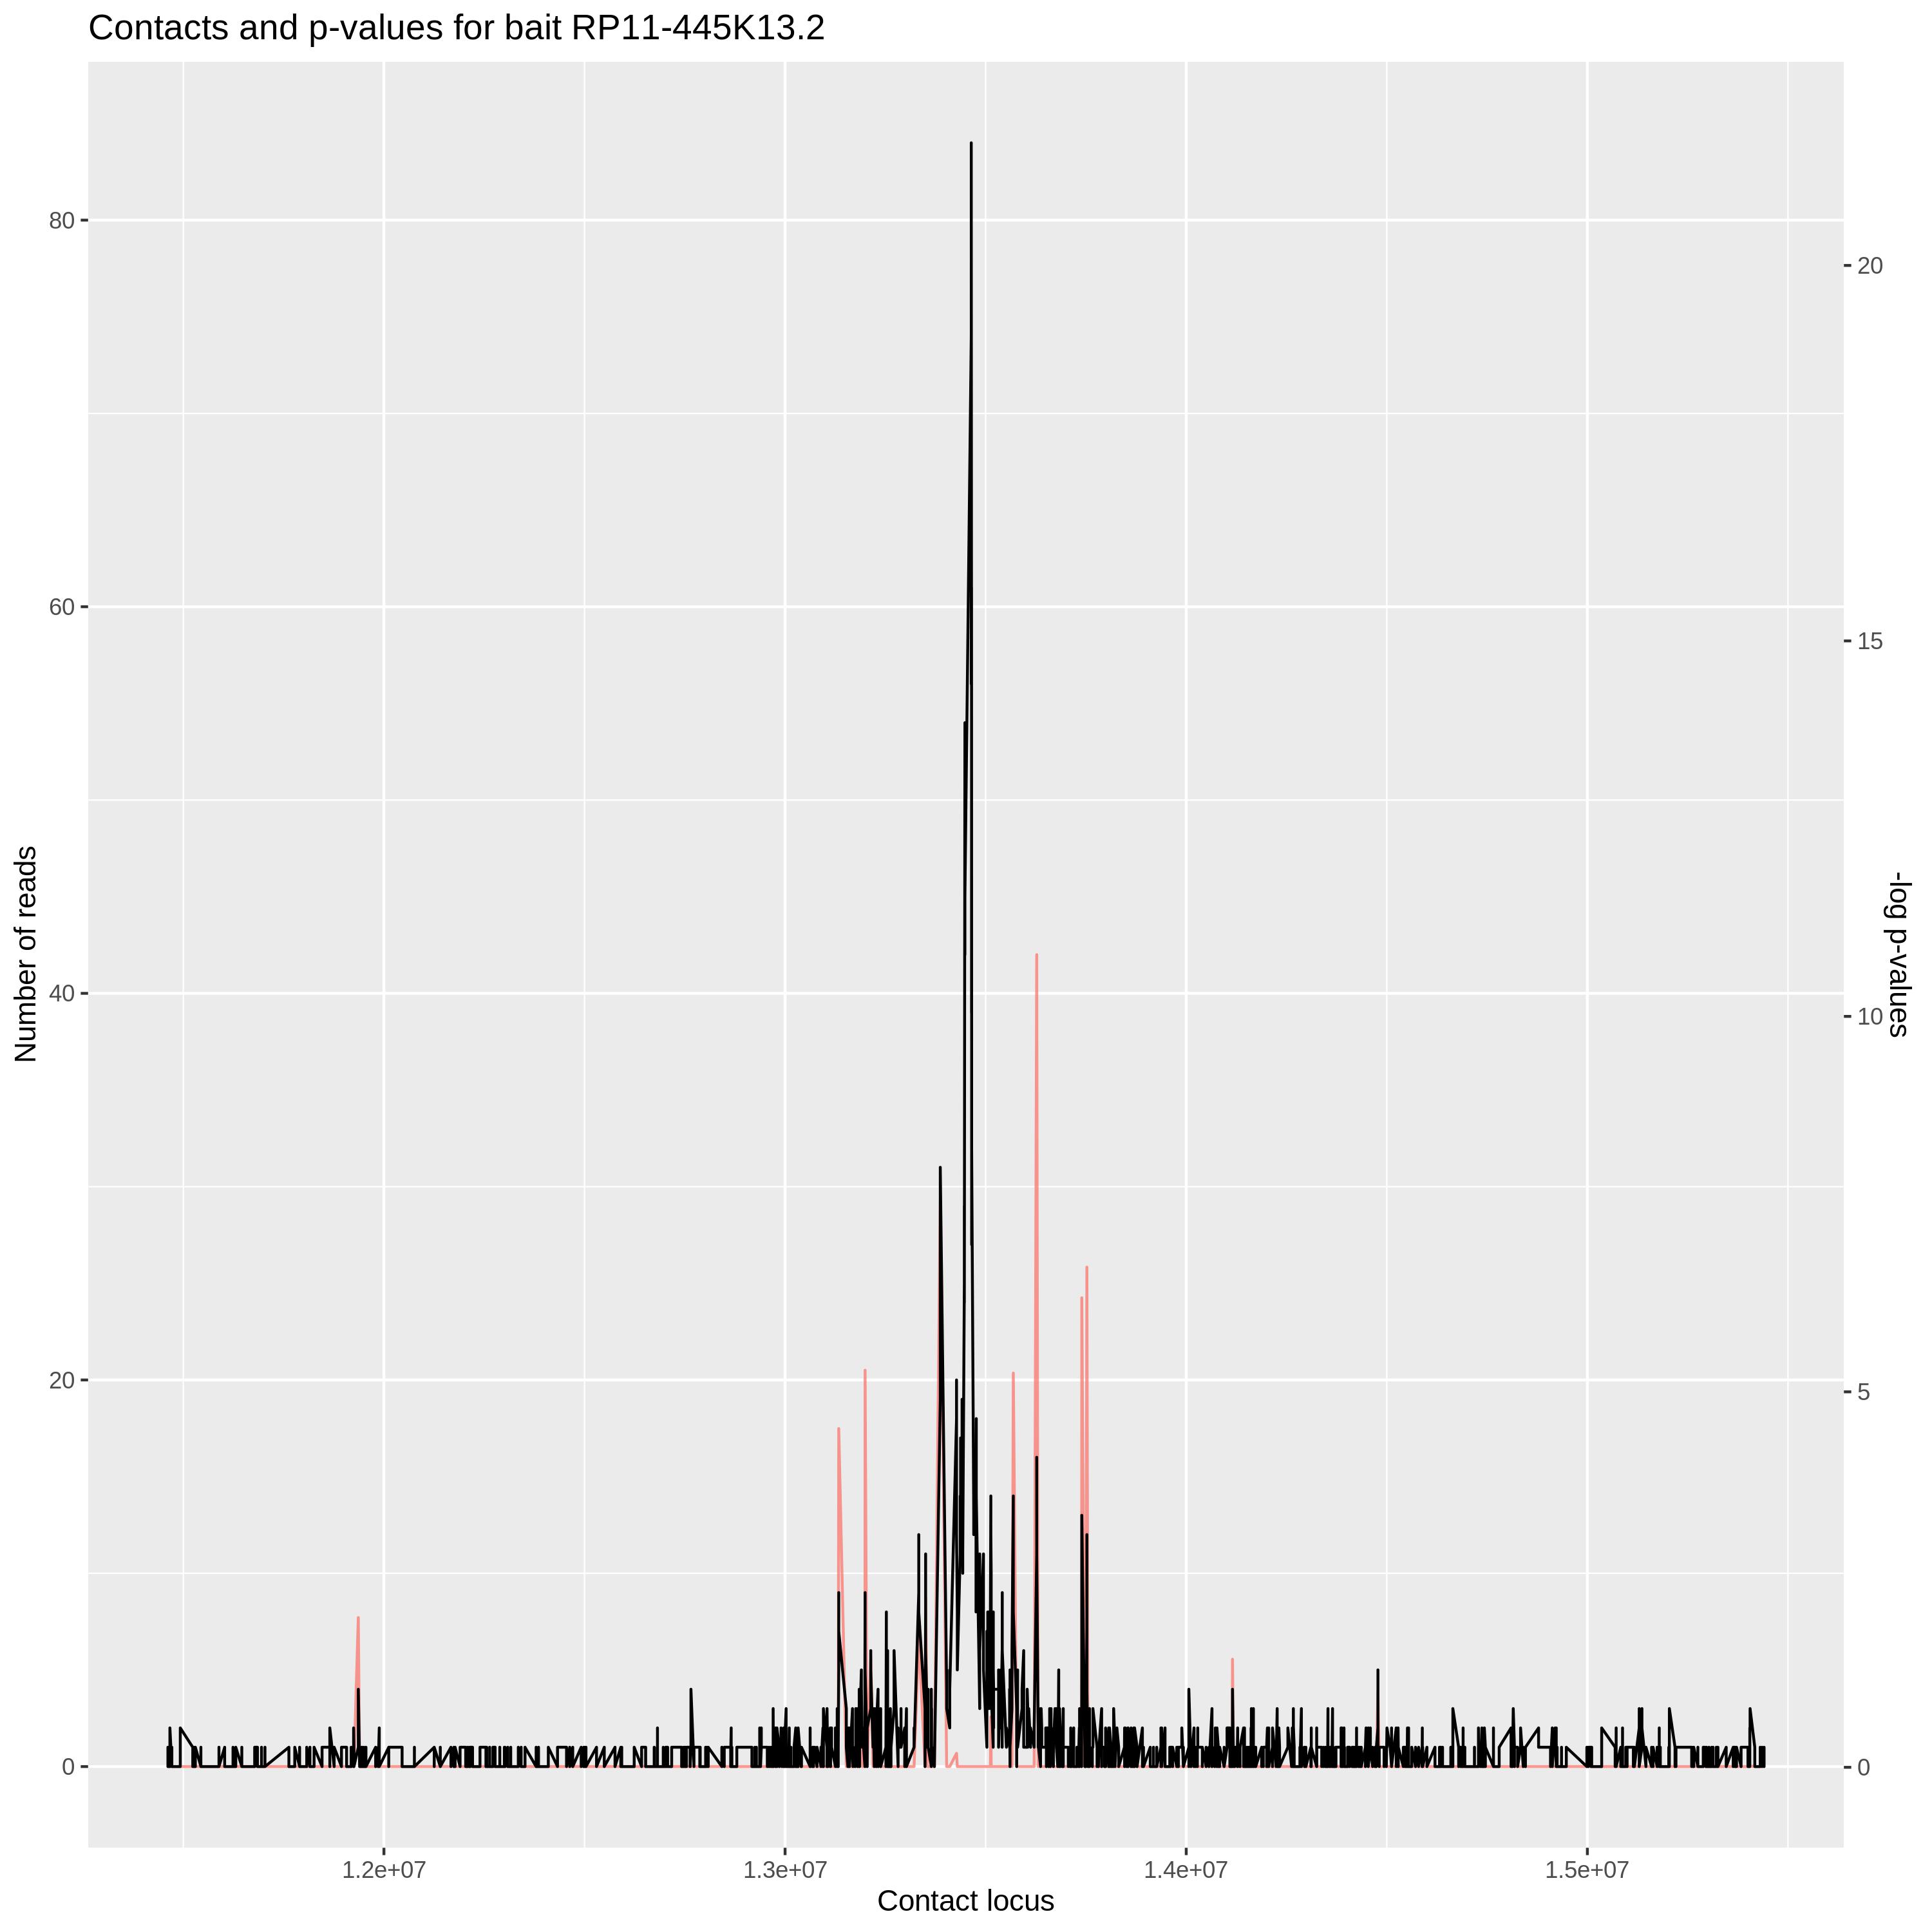 Contacts and p-values for bait RP11-445K13.2
80
60
40
20
0
Number of reads
20
15
10
5
0
-log p-values
1.2e+07 1.3e+07 1.4e+07 1.5e+07
Contact locus